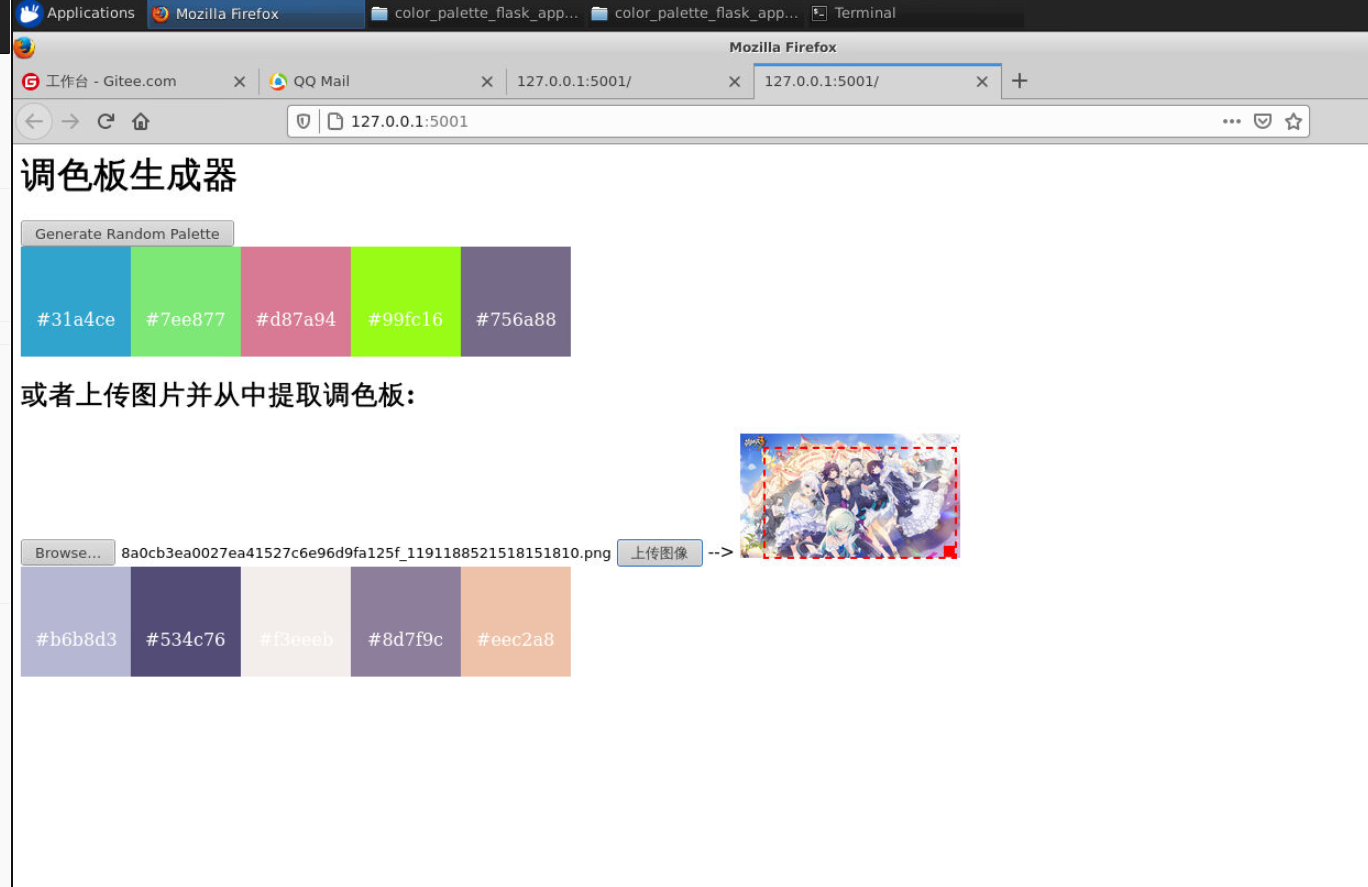 Applications Mozilla Firefox color_palette_flask_app... color_palette_flask_app... Terminal
Mozilla Firefox
工作台 - Gitee.com QQ Mail 127.0.0.1:5001/ 127.0.0.1:5001/
127.0.0.1:5001
调色板生成器
Generate Random Palette
#31a4ce #7ee877 #d87a94 #99fc16 #756a88
或者上传图片并从中提取调色板:
Browse... 8a0cb3ea0027ea41527c6e96d9fa125f_1191188521518151810.png 上传图像 -->
#b6b8d3 #534c76 #f3eeeb #8d7f9c #eec2a8